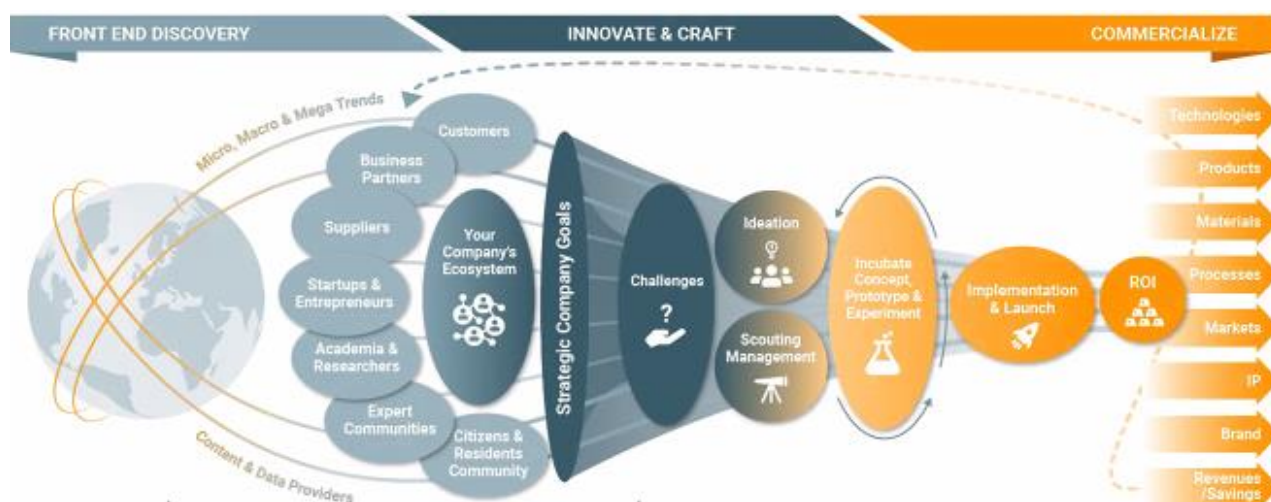 FRONT END DISCOVERY
INNOVATE & CRAFT
COMMERCIALIZE
Micro, Macro & Mega Trends
Customers
Business
Partners
Suppliers
Startups &
Entrepreneurs
Academia &
Researchers
Expert
Communities
Citizens &
Residents
Community
Content & Data Providers
Your
Company's
Ecosystem
Strategic Company Goals
Challenges
?
Ideation
Scouting
Management
Incubate
Concept,
Prototype &
Experiment
Implementation
& Launch
ROI
Technologies
Products
Materials
Processes
Markets
IP
Brand
Revenues
/Savings